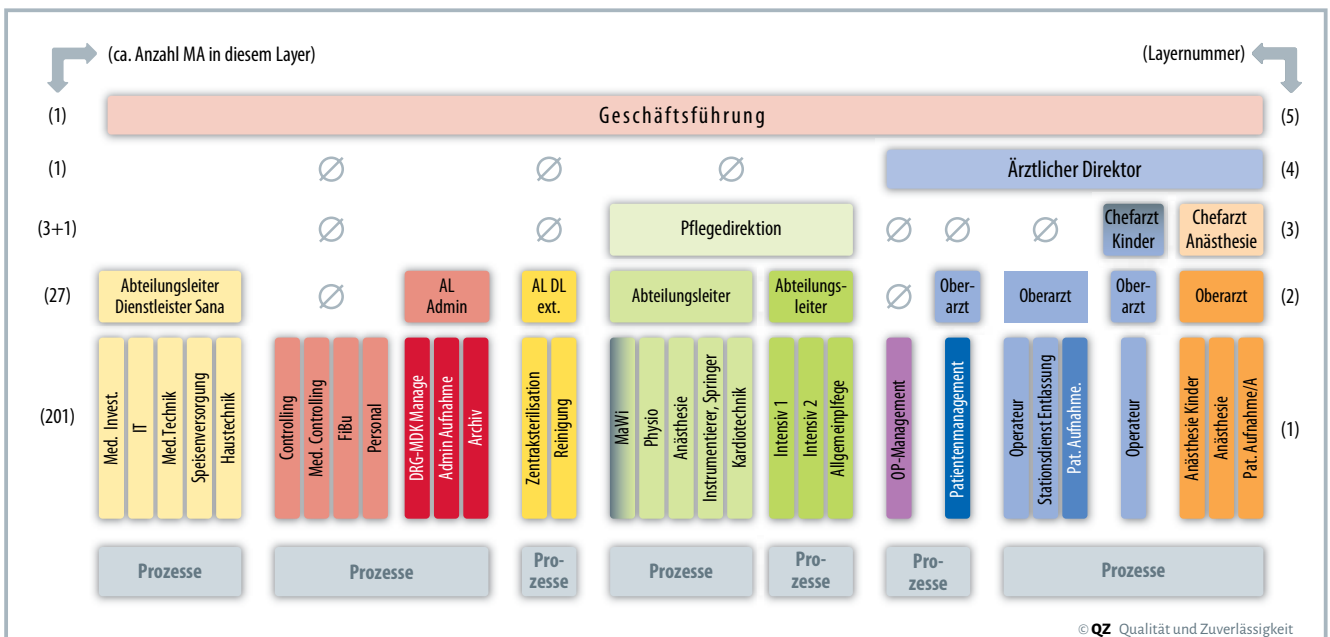 (ca. Anzahl MA in diesem Layer)
(Layernummer)
(1)
Geschäftsführung
(5)
(1)
Ärztlicher Direktor
(4)
(3+1)
Pflegedirektion
Chefarzt
Kinder
Chefarzt
Anästhesie
(3)
(27)
Abteilungsleiter
Dienstleister Sana
AL
Admin
AL DL
ext.
Abteilungsleiter
Abteilungs-
leiter
Ober-
arzt
Oberarzt
Ober-
arzt
Oberarzt
(2)
(201)
Med. Invest.
IT
Med.Technik
Speisenversorgung
Haustechnik
Controlling
Med. Controlling
FiBu
Personal
DRG-MDK Manage
Admin Aufnahme
Archiv
Zentralsterilisation
Reinigung
MaWi
Physio
Anästhesie
Instrumentierer, Springer
Kardiotechnik
Intensiv 1
Intensiv 2
Allgemeinpflege
OP-Management
Patientenmanagement
Operateur
Stationsdienst Entlassung
Pat. Aufnahme.
Operateur
Anästhesie Kinder
Anästhesie
Pat. Aufnahme/A
(1)
Prozesse
Prozesse
Pro-
zesse
Prozesse
Pro-
zesse
Pro-
zesse
Prozesse
© QZ Qualität und Zuverlässigkeit